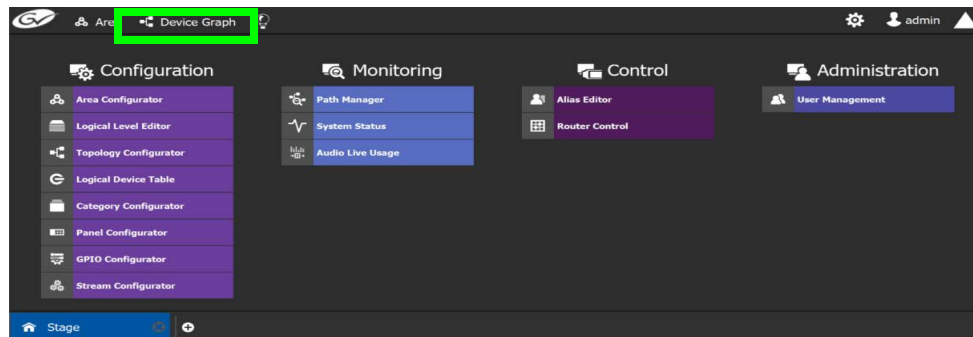 GV Are Device Graph admin
Configuration
Area Configurator
Logical Level Editor
Topology Configurator
Logical Device Table
Category Configurator
Panel Configurator
GPIO Configurator
Stream Configurator
Monitoring
Path Manager
System Status
Audio Live Usage
Control
Alias Editor
Router Control
Administration
User Management
Stage